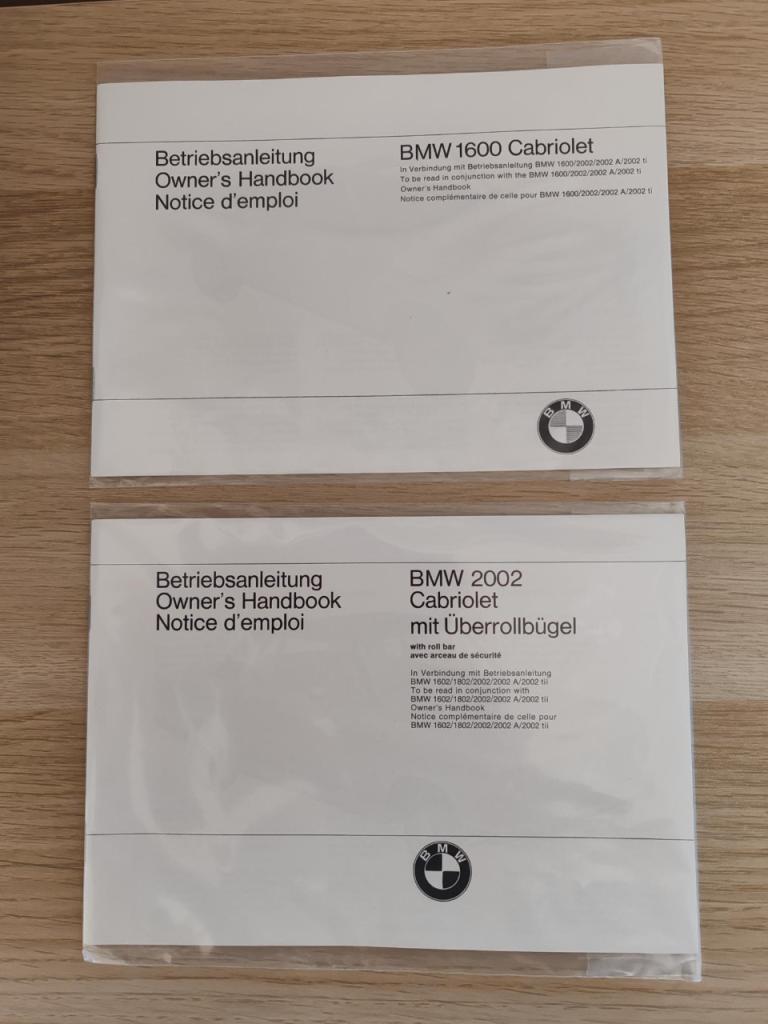 Betriebsanleitung
Owner's Handbook
Notice d'emploi
BMW 1600 Cabriolet
In Verbindung mit Betriebsanleitung BMW 1600/2002/2002 A/2002 ti
To be read in conjunction with the BMW 1600/2002/2002 A/2002 ti
Owner's Handbook
Notice complémentaire de celle pour BMW 1600/2002/2002 A/2002 ti
BMW
Betriebsanleitung
Owner's Handbook
Notice d'emploi
BMW 2002
Cabriolet
mit Überrollbügel
with roll bar
avec arceau de sécurité
In Verbindung mit Betriebsanleitung
BMW 1602/1802/2002/2002 A/2002 tii
To be read in conjunction with
BMW 1602/1802/2002/2002 A/2002 tii
Owner's Handbook
Notice complémentaire de celle pour
BMW 1602/1802/2002/2002 A/2002 tii
BMW